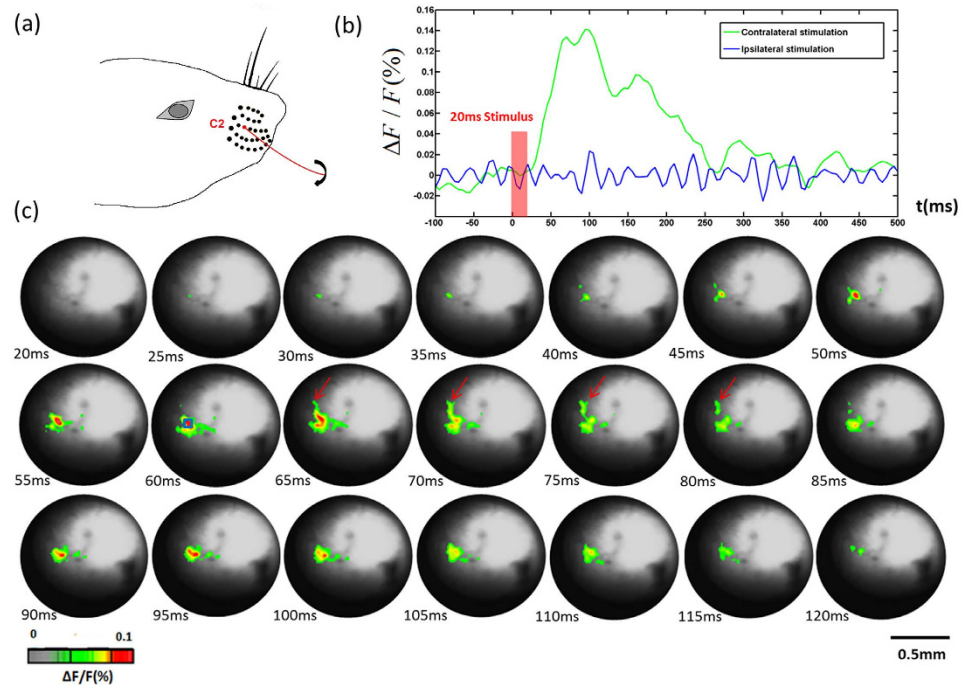 (a)
C2
(b)
ΔF / F(%)
0.16
0.14
0.12
0.10
0.08
0.06
0.04
0.02
0
-0.02
Contralateral stimulation
Ipsilateral stimulation
20ms Stimulus
-100 -50 0 50 100 150 200 250 300 350 400 450 500
t(ms)
(c)
20ms 25ms 30ms 35ms 40ms 45ms 50ms
55ms 60ms 65ms 70ms 75ms 80ms 85ms
90ms 95ms 100ms 105ms 110ms 115ms 120ms
0 0.1
ΔF/F(%)
0.5mm